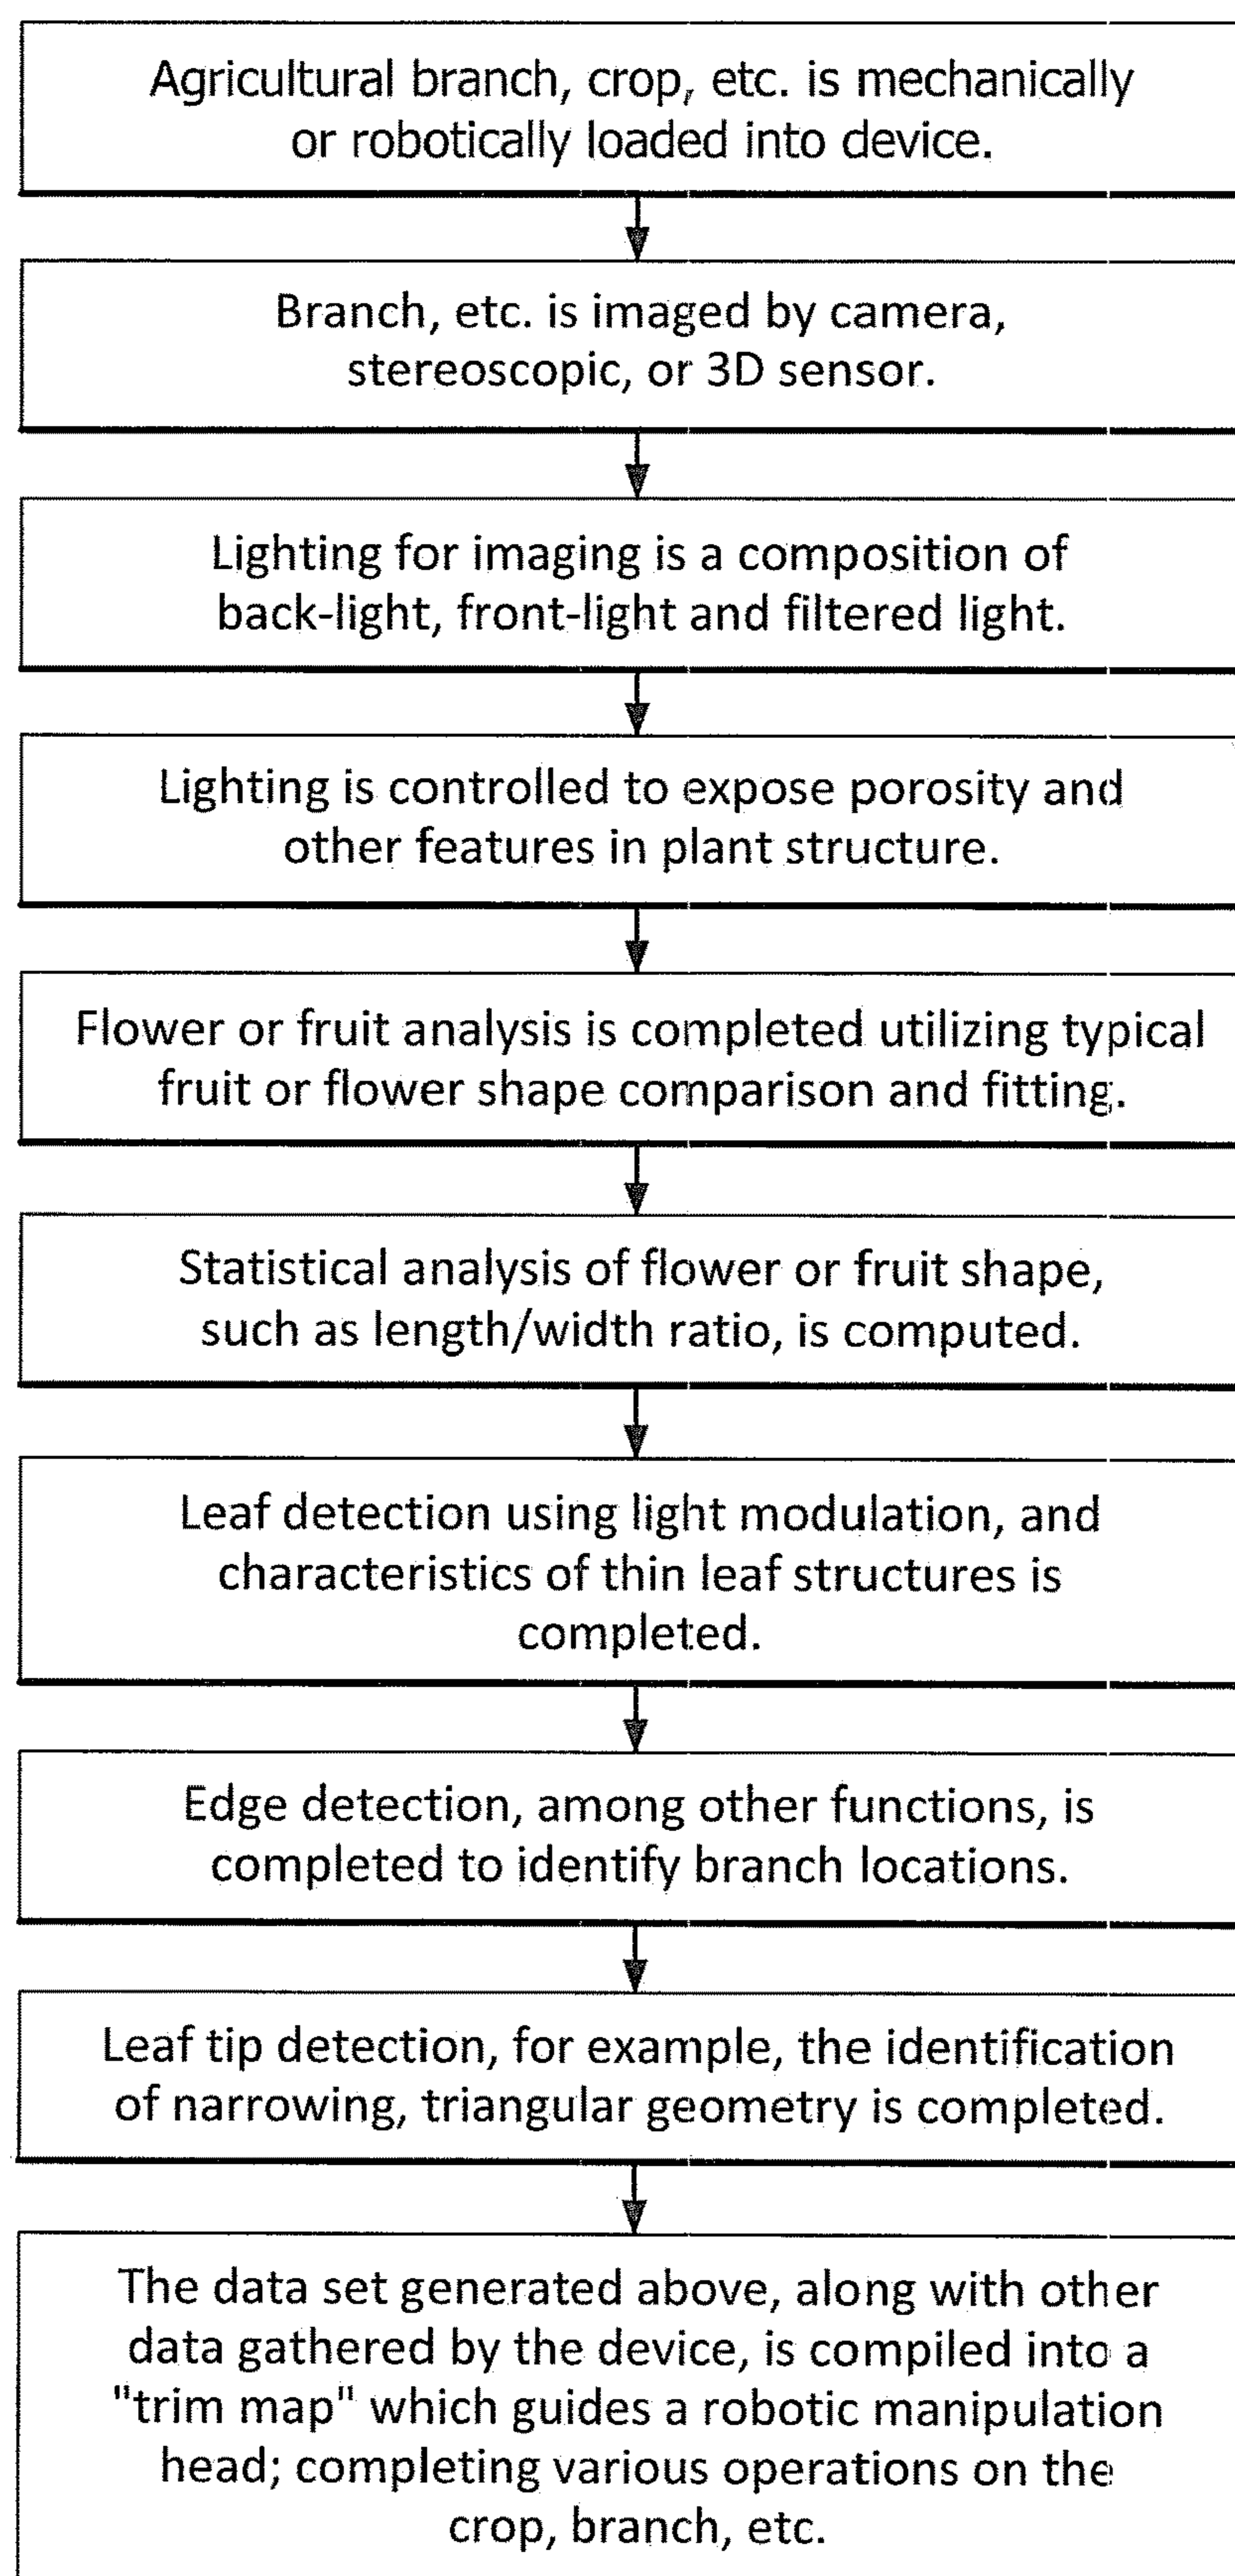 Agricultural branch, crop, etc. is mechanically
or robotically loaded into device.
Branch, etc. is imaged by camera,
stereoscopic, or 3D sensor.
Lighting for imaging is a composition of
back-light, front-light and filtered light.
Lighting is controlled to expose porosity and
other features in plant structure.
Flower or fruit analysis is completed utilizing typical
fruit or flower shape comparison and fitting.
Statistical analysis of flower or fruit shape,
such as length/width ratio, is computed.
Leaf detection using light modulation, and
characteristics of thin leaf structures is
completed.
Edge detection, among other functions, is
completed to identify branch locations.
Leaf tip detection, for example, the identification
of narrowing, triangular geometry is completed.
The data set generated above, along with other
data gathered by the device, is compiled into a
"trim map" which guides a robotic manipulation
head; completing various operations on the
crop, branch, etc.